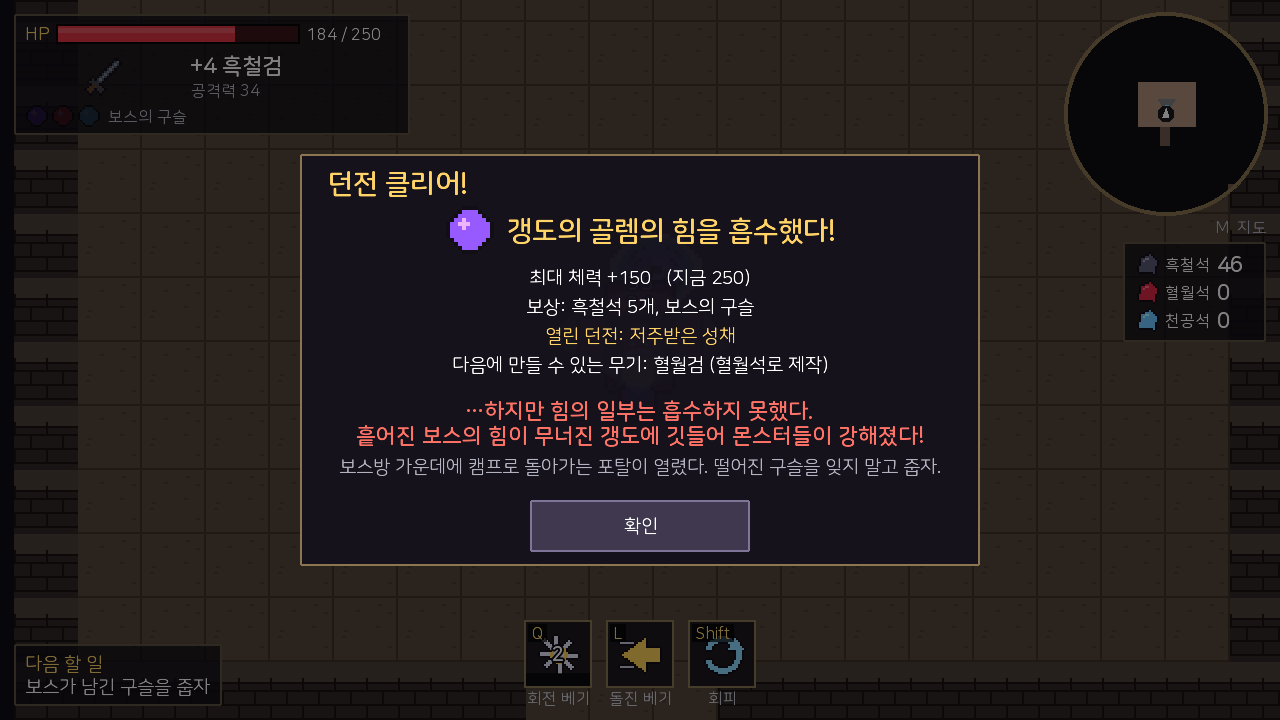 HP 184 / 250
+4 흑철검
공격력 34
보스의 구슬
M 지도
흑철석 46
혈월석 0
천공석 0
던전 클리어!
갱도의 골렘의 힘을 흡수했다!
최대 체력 +150 (지금 250)
보상: 흑철석 5개, 보스의 구슬
열린 던전: 저주받은 성채
다음에 만들 수 있는 무기: 혈월검 (혈월석로 제작)
…하지만 힘의 일부는 흡수하지 못했다.
흩어진 보스의 힘이 무너진 갱도에 깃들어 몬스터들이 강해졌다!
보스방 가운데에 캠프로 돌아가는 포탈이 열렸다. 떨어진 구슬을 잊지 말고 줍자.
확인
다음 할 일
보스가 남긴 구슬을 줍자
Q 2
회전 베기
L
돌진 베기
Shift
회피